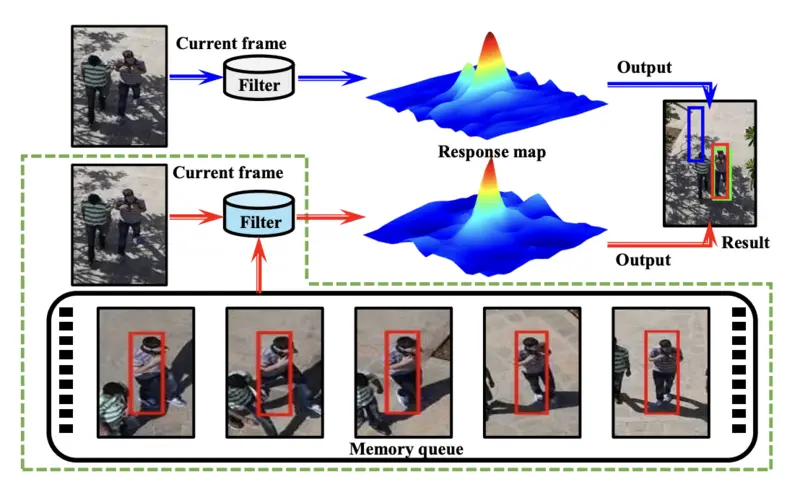 Current frame
Filter
Output
Response map
Current frame
Filter
Output
Result
Memory queue